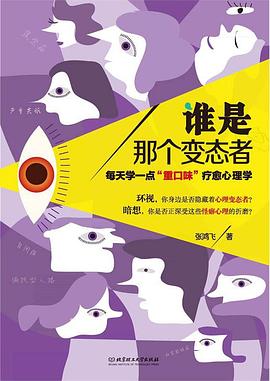 谁是
那个变态者
每天学一点“重口味”疗愈心理学
环视，你身边是否隐藏着心理变态者？
暗想，你是否正深受这些怪癖心理的折磨？
张鸿飞 著
北京理工大学出版社